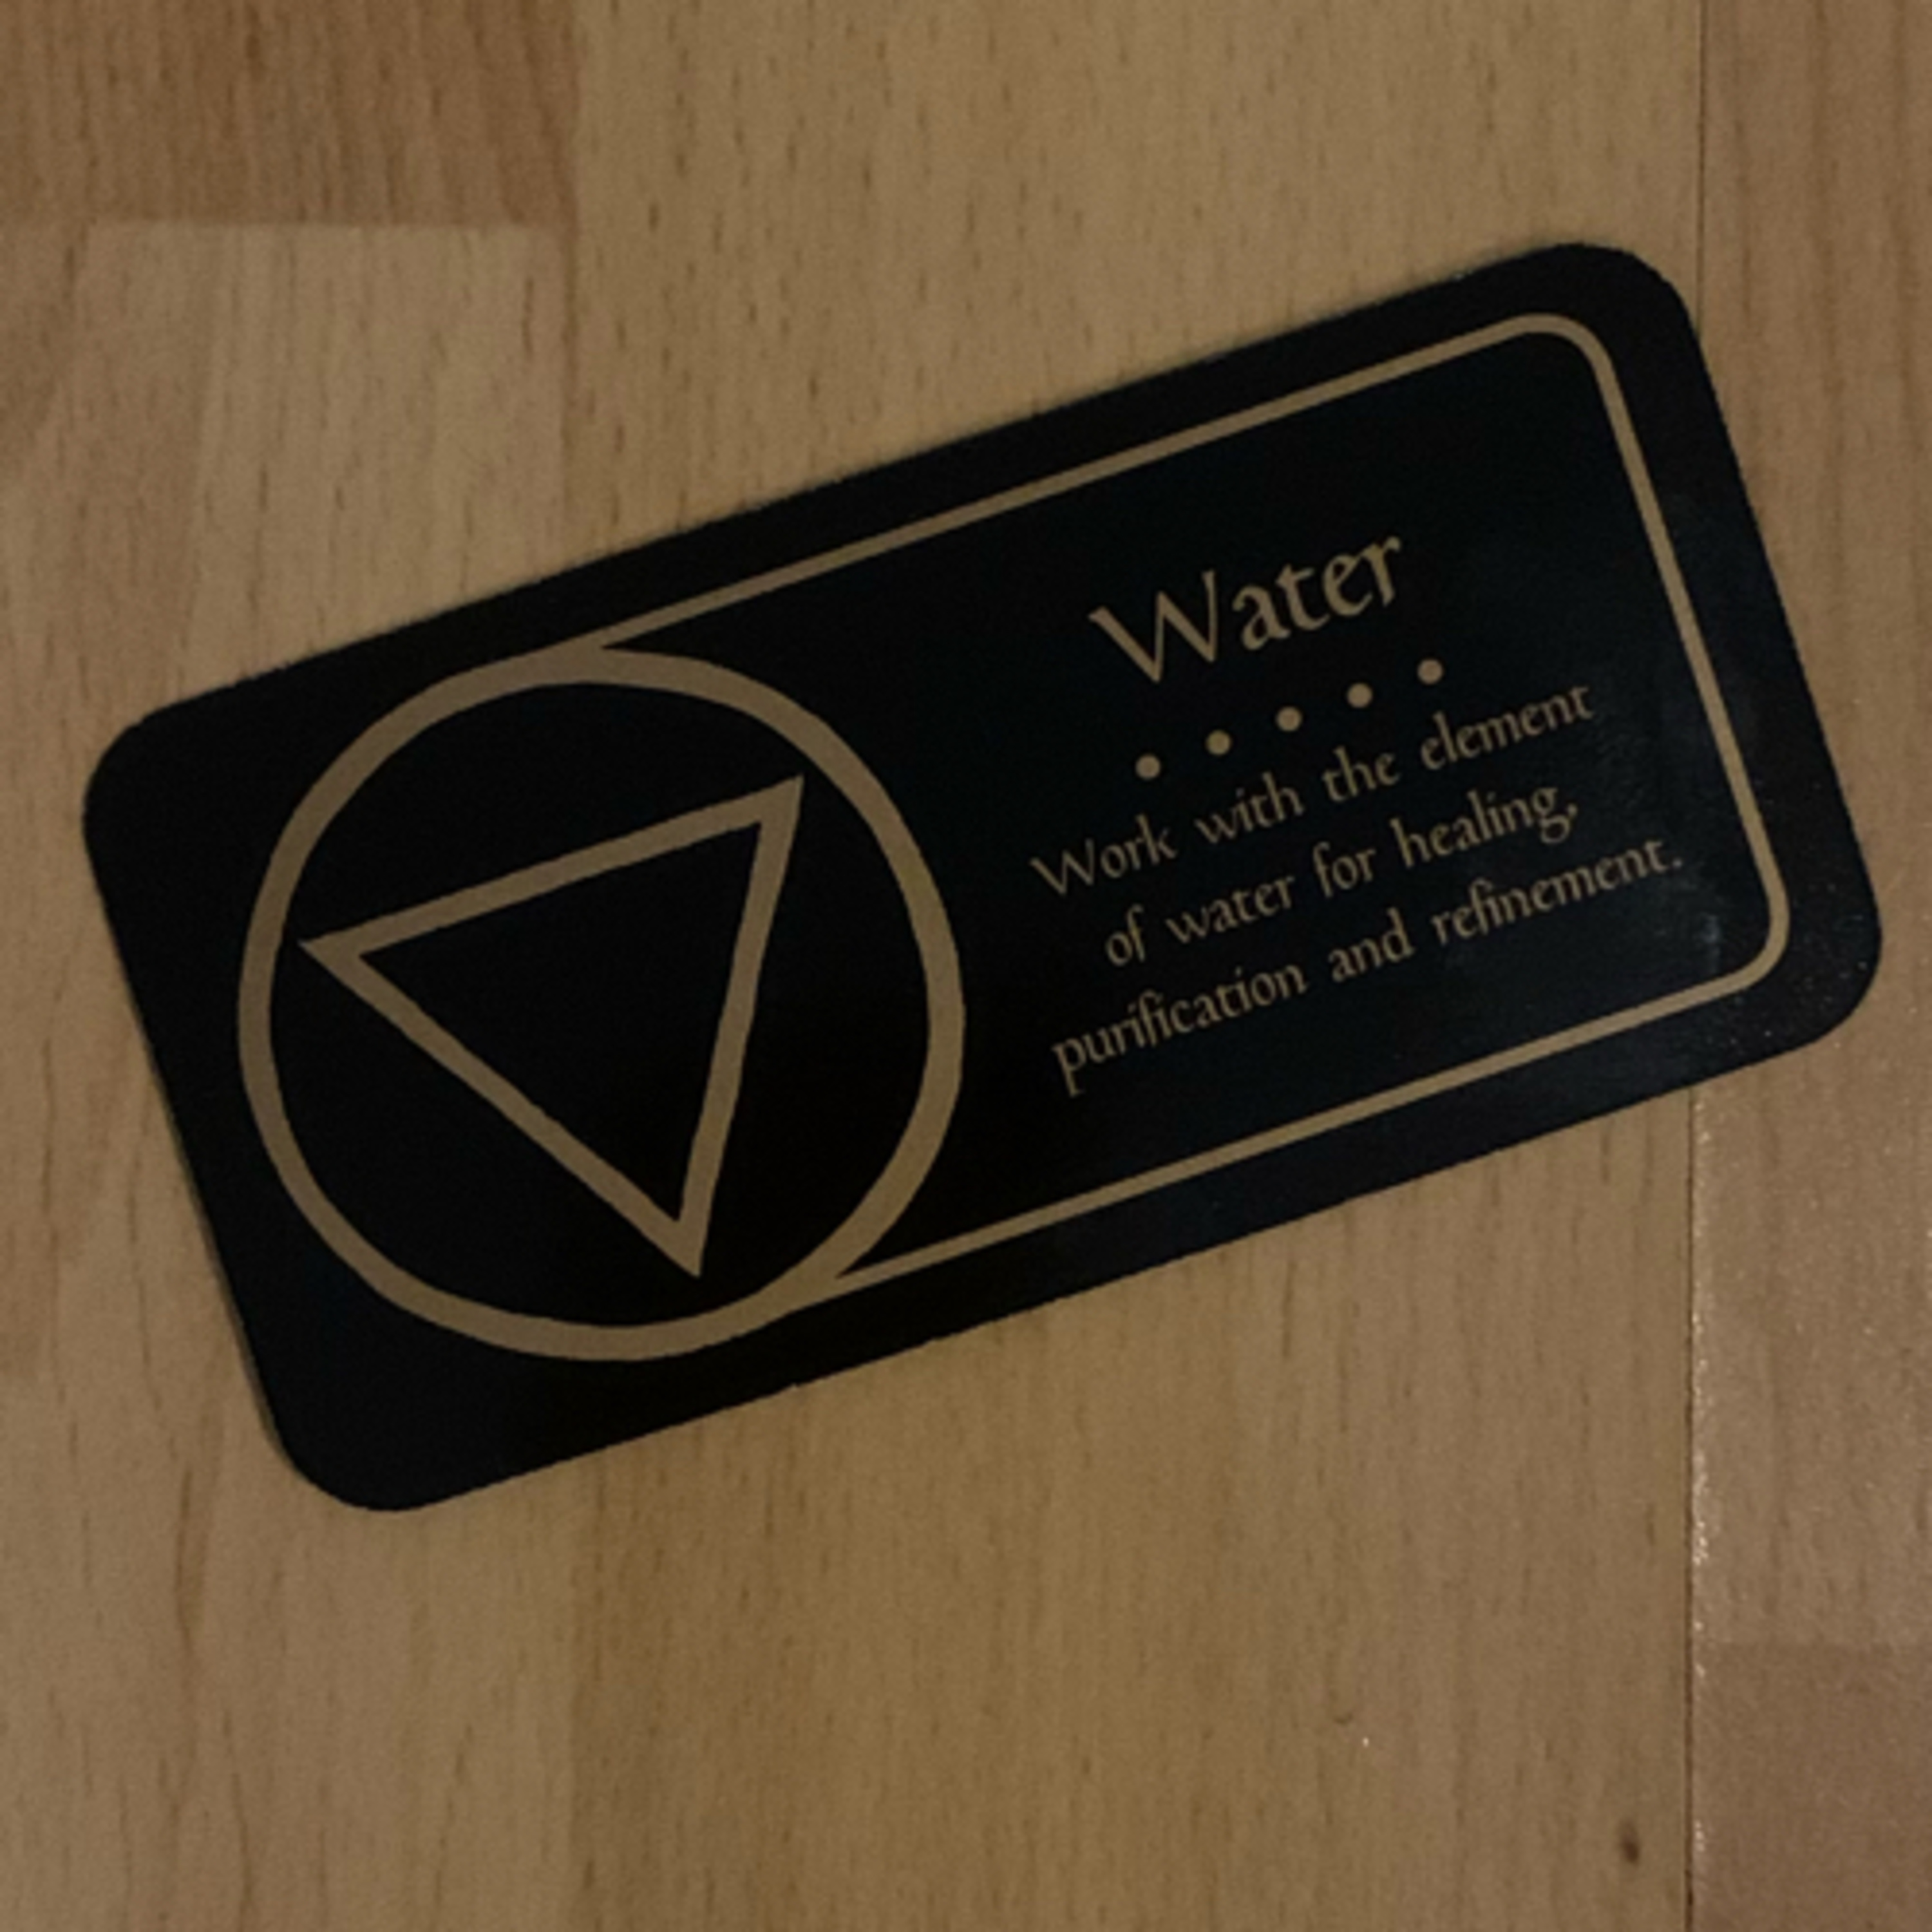 Water
Work with the element
of water for healing,
purification and refinement.